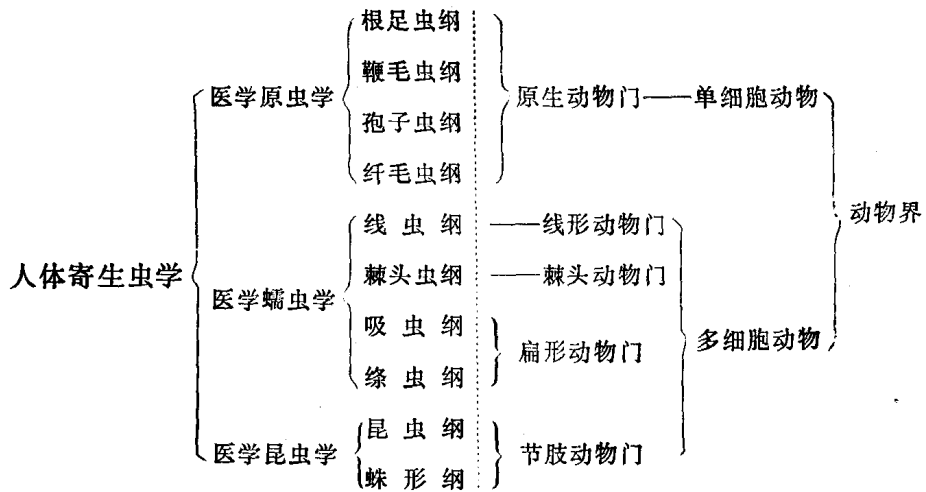 根足虫纲
鞭毛虫纲
医学原虫学 原生动物门——单细胞动物
孢子虫纲
纤毛虫纲
线虫纲 ——线形动物门 动物界
人体寄生虫学 棘头虫纲 ——棘头动物门
医学蠕虫学
吸虫纲 扁形动物门 多细胞动物
绦虫纲
昆虫纲
医学昆虫学 节肢动物门
蛛形纲